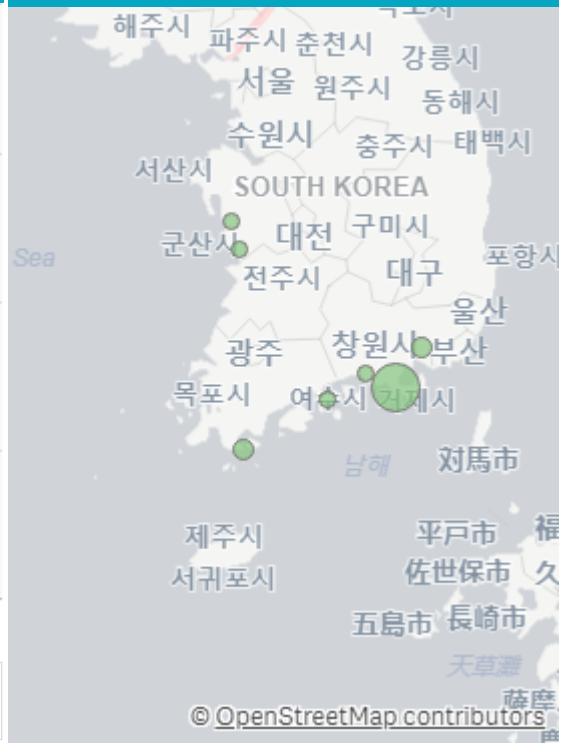 해주시
파주시 춘천시
강릉시
서울 원주시
동해시
수원시
충주시 태백시
서산시
SOUTH KOREA
군산시 대전 구미시
Sea
포항시
전주시 대구
울산
광주 창원시 부산
목포시 여수시 거제시
남해 対馬市
제주시 平戸市 福
서귀포시 佐世保市 久
五島市 長崎市
天草灘
薩摩
© OpenStreetMap contributors